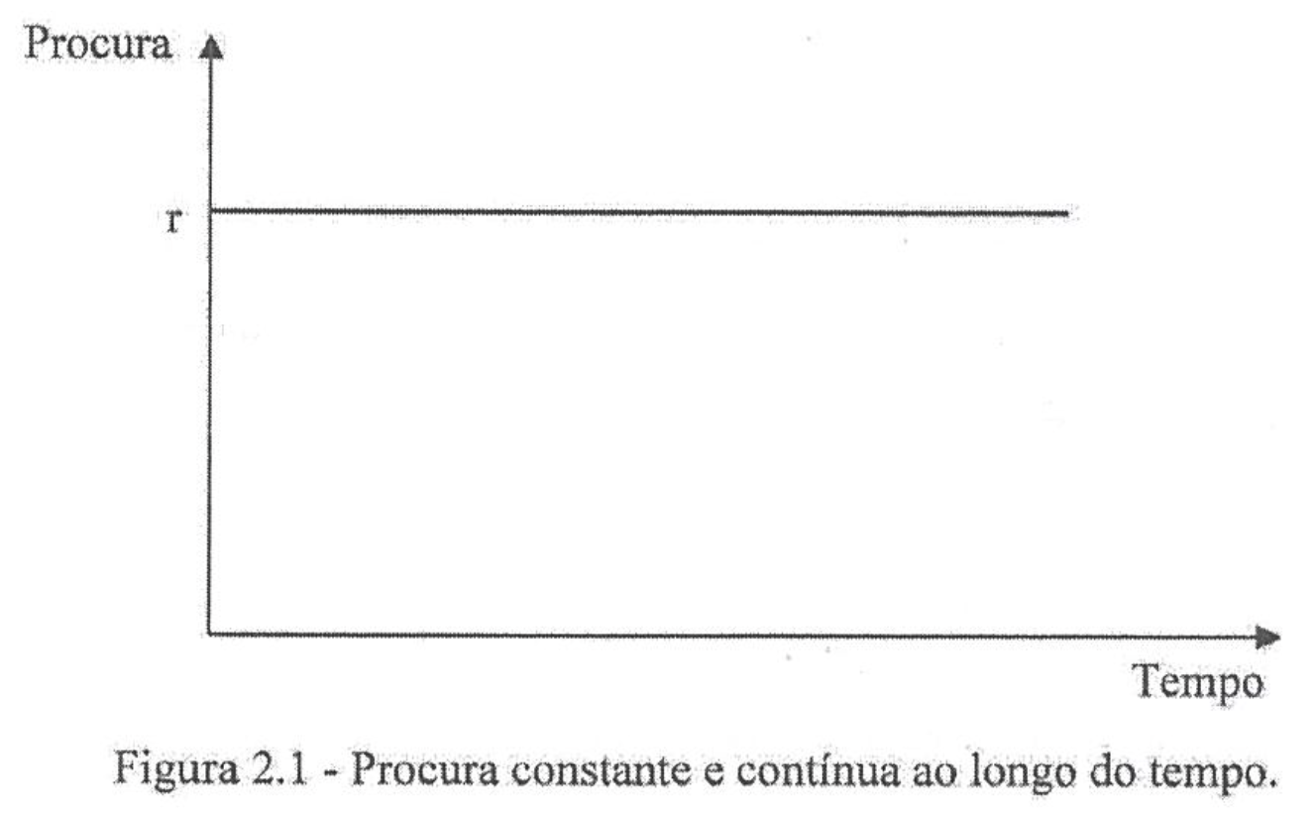 Procura
r
Tempo
Figura 2.1 - Procura constante e contínua ao longo do tempo.